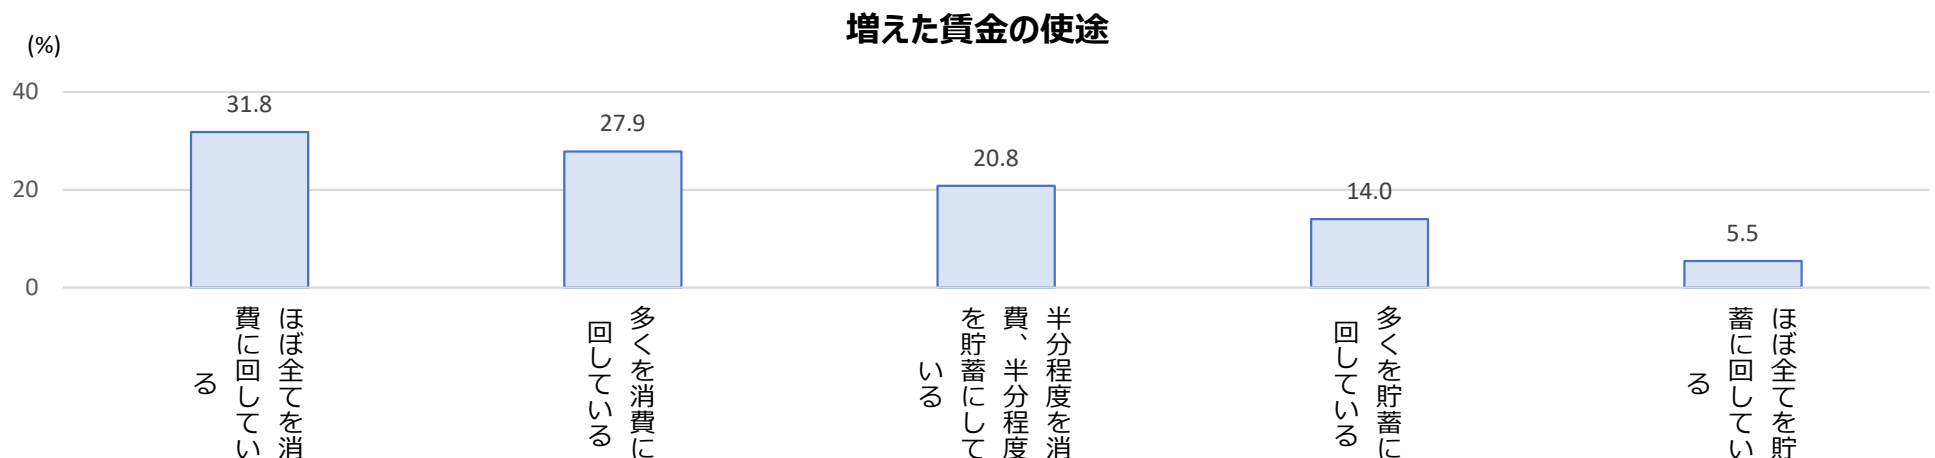 増えた賃金の使途
(%)
40
20
0
31.8
27.9
20.8
14.0
5.5
ほぼ全てを消
費に回してい
る
多くを消費に
回している
半分程度を消
費、半分程度
を貯蓄にして
いる
多くを貯蓄に
回している
ほぼ全てを貯
蓄に回してい
る